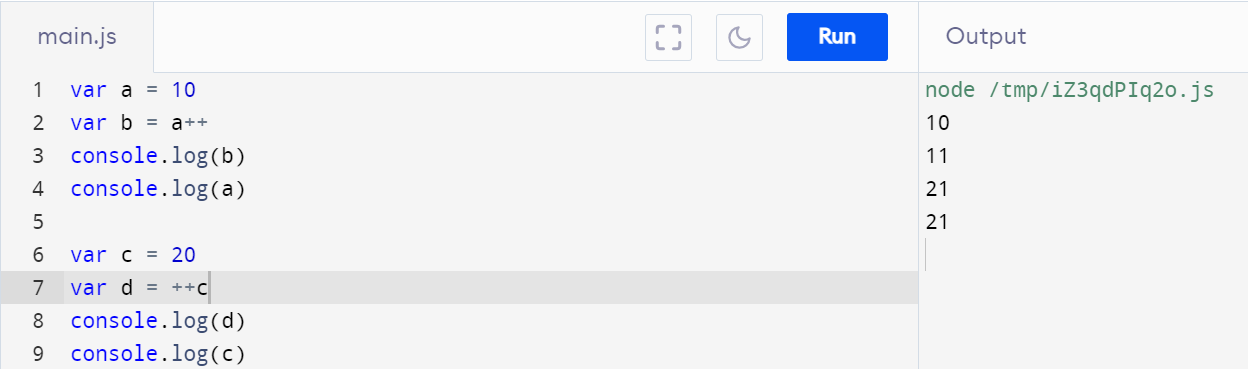 main.js
Run
Output
1 var a = 10
2 var b = a++
3 console.log(b)
4 console.log(a)
5
6 var c = 20
7 var d = ++c
8 console.log(d)
9 console.log(c)
node /tmp/iZ3qdPIq2o.js
10
11
21
21